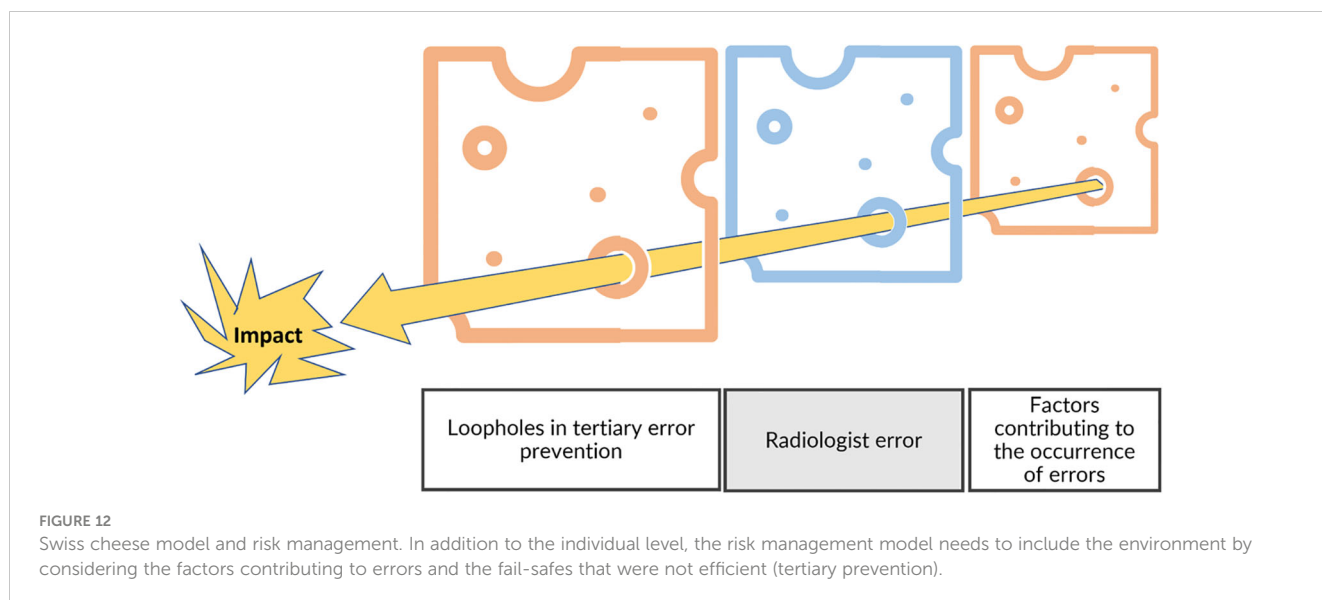 Impact
Loopholes in tertiary error
prevention
Radiologist error
Factors
contributing to
the occurrence
of errors
FIGURE 12
Swiss cheese model and risk management. In addition to the individual level, the risk management model needs to include the environment by
considering the factors contributing to errors and the fail-safes that were not efficient (tertiary prevention).